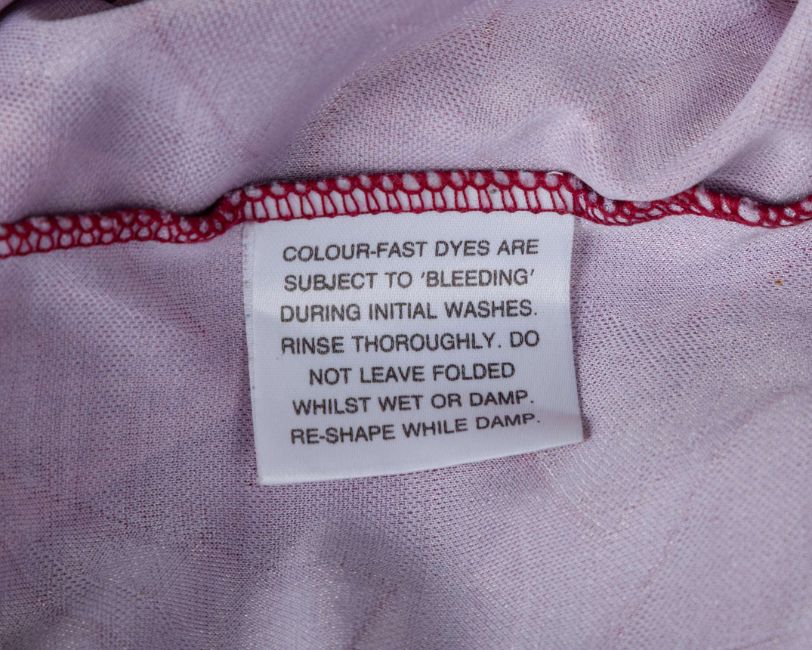 COLOUR-FAST DYES ARE
SUBJECT TO 'BLEEDING'
DURING INITIAL WASHES.
RINSE THOROUGHLY. DO
NOT LEAVE FOLDED
WHILST WET OR DAMP.
RE-SHAPE WHILE DAMP.